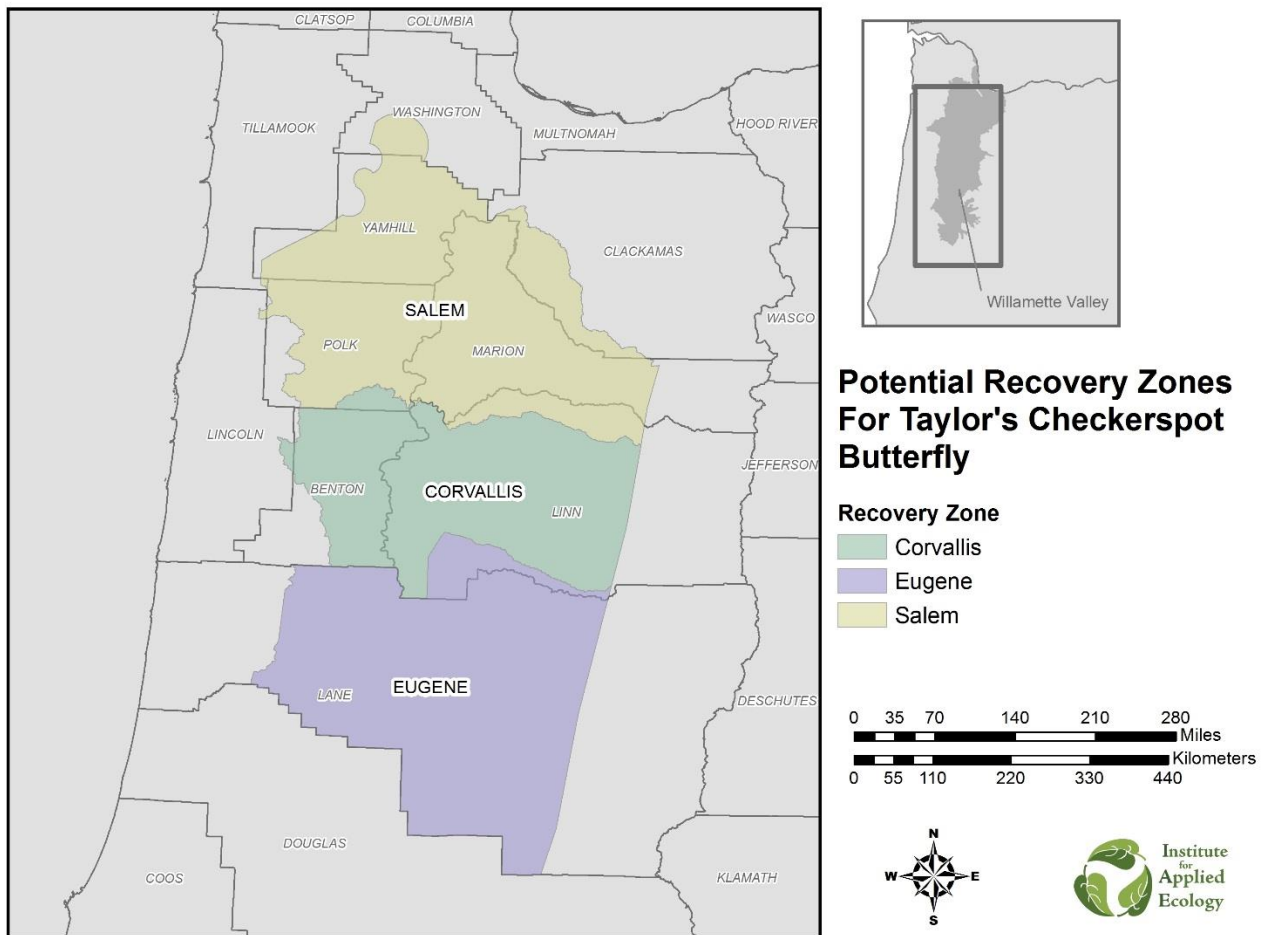 CLATSOP
COLUMBIA
WASHINGTON
TILLAMOOK
MULTNOMAH
HOOD RIVER
YAMHILL
CLACKAMAS
SALEM
WASCO
POLK
MARION
LINCOLN
JEFFERSON
BENTON
CORVALLIS
LINN
EUGENE
LANE
DESCHUTES
DOUGLAS
COOS
KLAMATH
Willamette Valley
Potential Recovery Zones
For Taylor's Checkerspot
Butterfly
Recovery Zone
Corvallis
Eugene
Salem
0 35 70 140 210 280
Miles
Kilometers
0 55 110 220 330 440
N
W E
S
Institute
for
Applied
Ecology